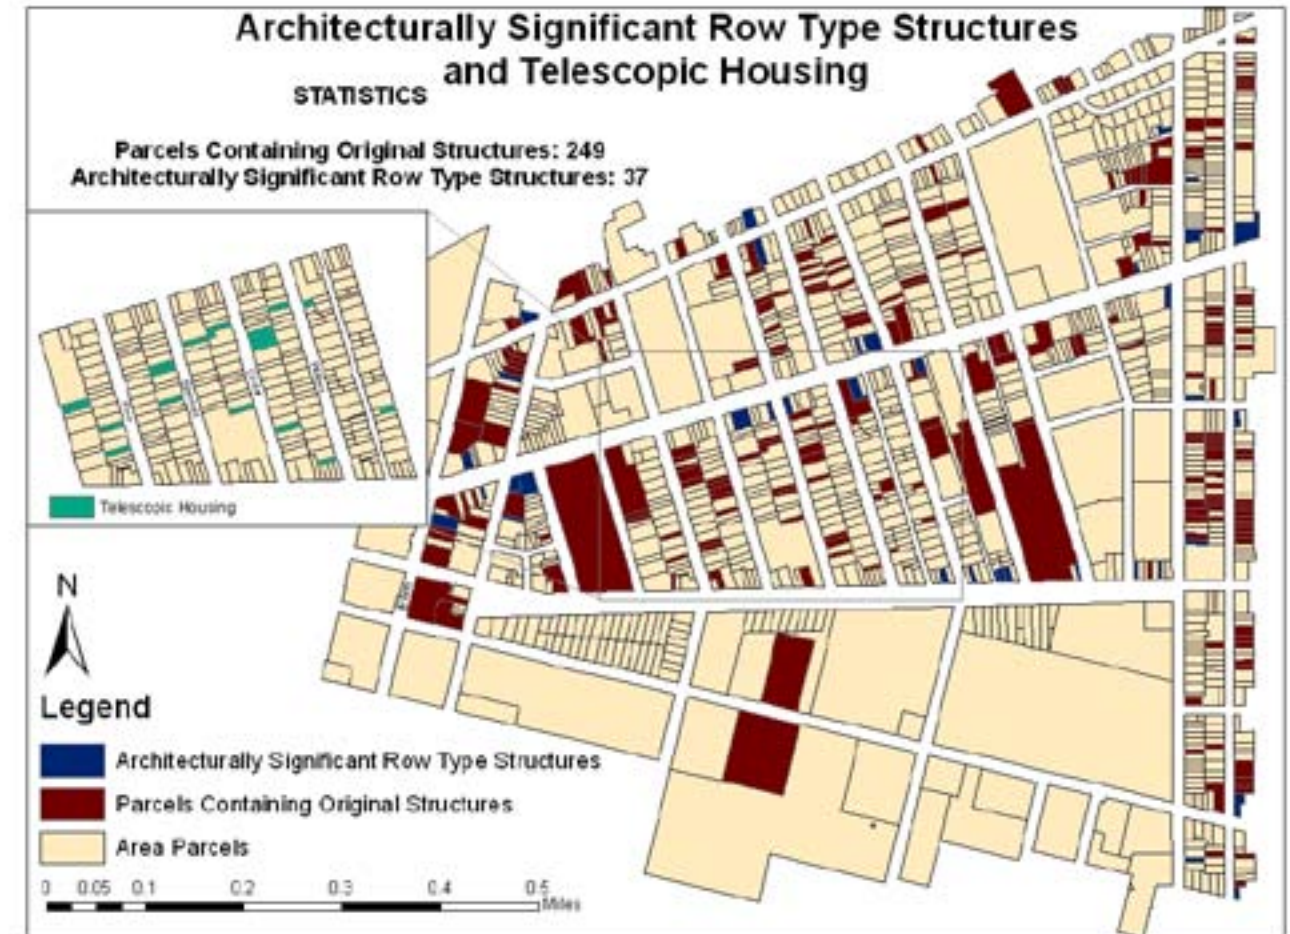 Architecturally Significant Row Type Structures
and Telescopic Housing
STATISTICS
Parcels Containing Original Structures: 249
Architecturally Significant Row Type Structures: 37
Telescopic Housing
N
Legend
Architecturally Significant Row Type Structures
Parcels Containing Original Structures
Area Parcels
0 0.05 0.1 0.2 0.3 0.4 0.5
Miles